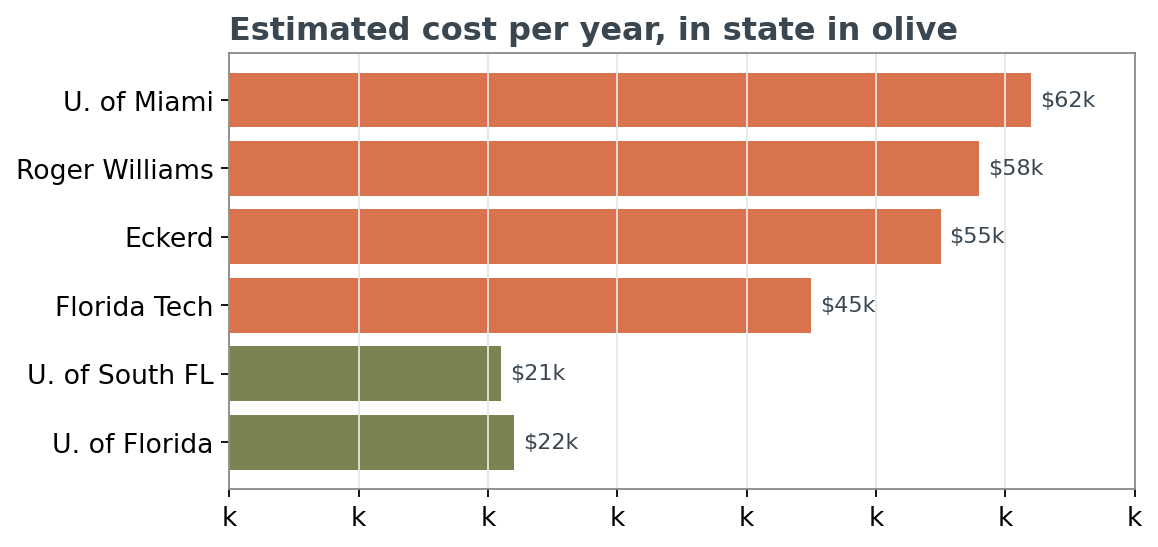 Estimated cost per year, in state in olive
U. of Miami
$62k
Roger Williams
$58k
Eckerd
$55k
Florida Tech
$45k
U. of South FL
$21k
U. of Florida
$22k
k k k k k k k k